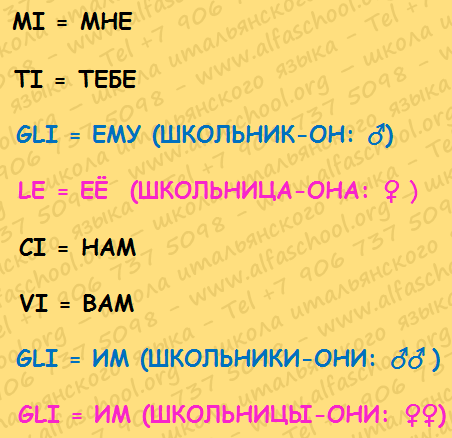 MI = МНЕ
TI = ТЕБЕ
GLI = ЕМУ (ШКОЛЬНИК-ОН: ♂)
LE = ЕЁ (ШКОЛЬНИЦА-ОНА: ♀ )
CI = НАМ
VI = ВАМ
GLI = ИМ (ШКОЛЬНИКИ-ОНИ: ♂♂ )
GLI = ИМ (ШКОЛЬНИЦЫ-ОНИ: ♀♀)